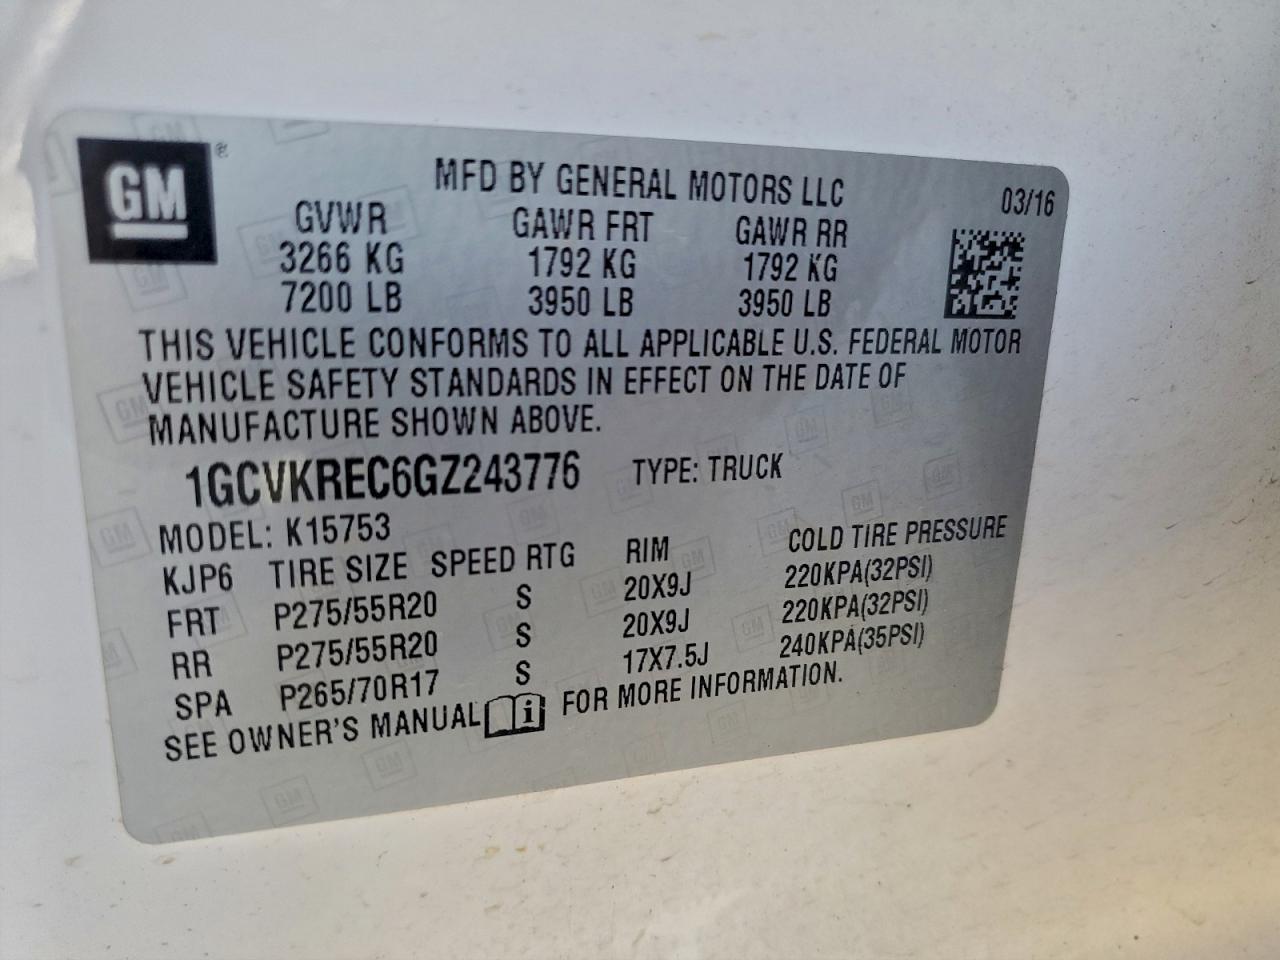 GM ®
MFD BY GENERAL MOTORS LLC
03/16
GVWR GAWR FRT GAWR RR
3266 KG 1792 KG 1792 KG
7200 LB 3950 LB 3950 LB
THIS VEHICLE CONFORMS TO ALL APPLICABLE U.S. FEDERAL MOTOR
VEHICLE SAFETY STANDARDS IN EFFECT ON THE DATE OF
MANUFACTURE SHOWN ABOVE.
1GCVKREC6GZ243776 TYPE: TRUCK
MODEL: K15753
KJP6 TIRE SIZE SPEED RTG RIM COLD TIRE PRESSURE
FRT P275/55R20 S 20X9J 220KPA(32PSI)
RR P275/55R20 S 20X9J 220KPA(32PSI)
SPA P265/70R17 S 17X7.5J 240KPA(35PSI)
SEE OWNER'S MANUAL i FOR MORE INFORMATION.